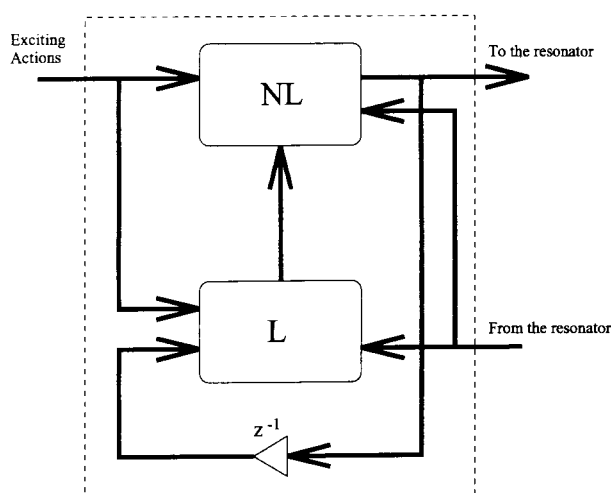 Exciting
Actions
To the resonator
NL
L
From the resonator
z -1